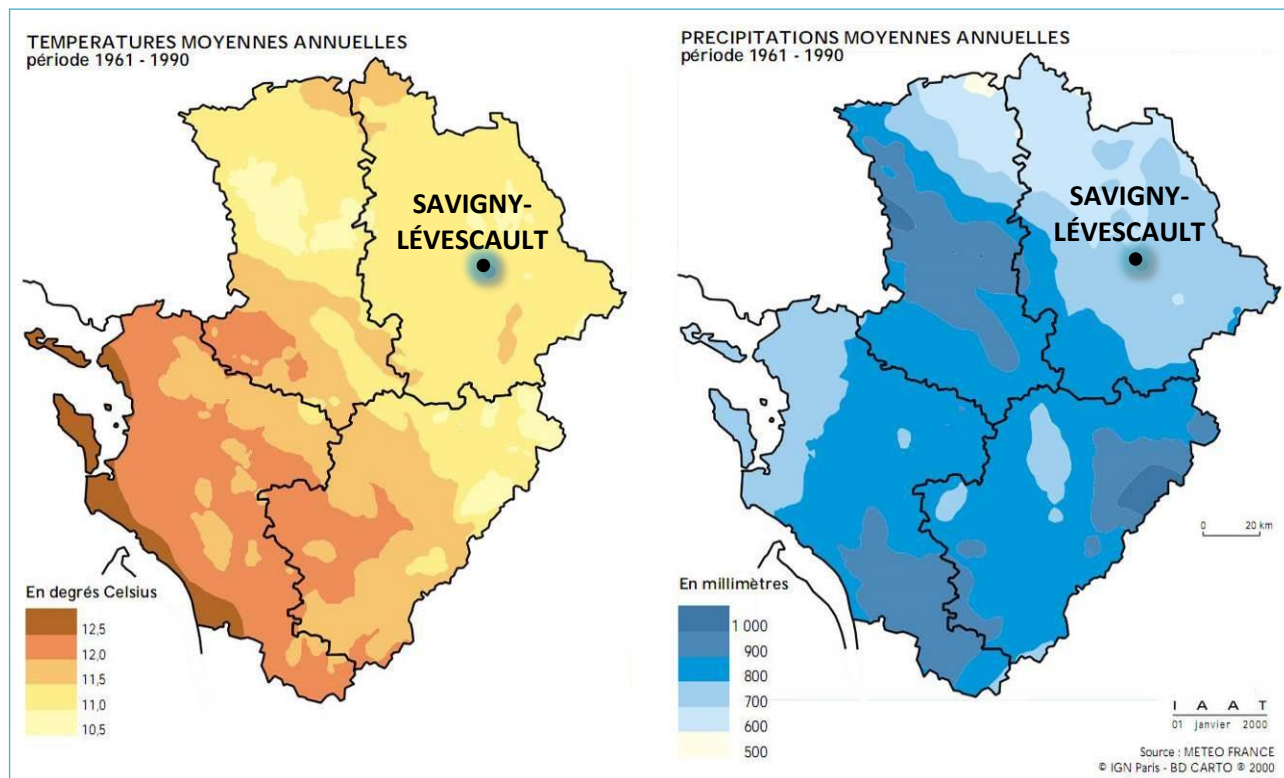 TEMPERATURES MOYENNES ANNUELLES
période 1961 - 1990
SAVIGNY-
LÉVESCAULT
En degrés Celsius
12,5
12,0
11,5
11,0
10,5
PRECIPITATIONS MOYENNES ANNUELLES
période 1961 - 1990
SAVIGNY-
LÉVESCAULT
0 20 km
En millimètres
1 000
900
800
700
600
500
I A A T
01 janvier 2000
Source : METEO FRANCE
© IGN Paris - BD CARTO ® 2000